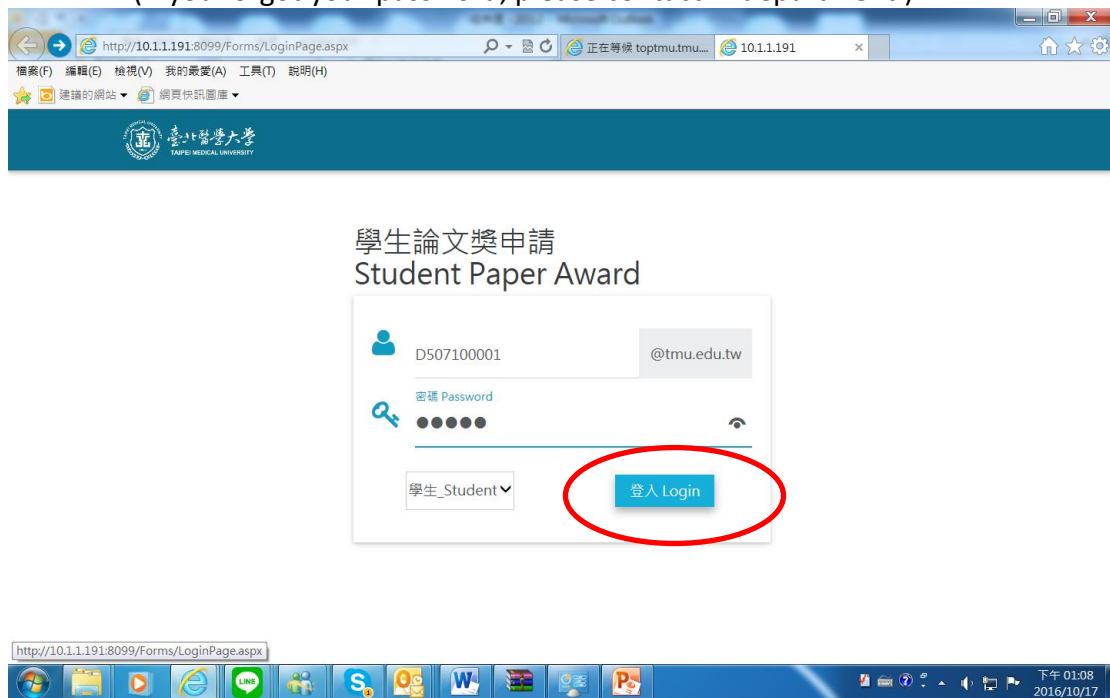 http://10.1.1.191:8099/Forms/LoginPage.aspx
正在等候 toptmu.tmu....
10.1.1.191
檔案(F) 編輯(E) 檢視(V) 我的最愛(A) 工具(T) 說明(H)
建議的網站 網頁快訊圖庫
臺北醫學大學
TAIPEI MEDICAL UNIVERSITY
學生論文獎申請
Student Paper Award
D507100001 @tmu.edu.tw
密碼 Password
學生_Student 登入 Login
http://10.1.1.191:8099/Forms/LoginPage.aspx
下午 01:08
2016/10/17